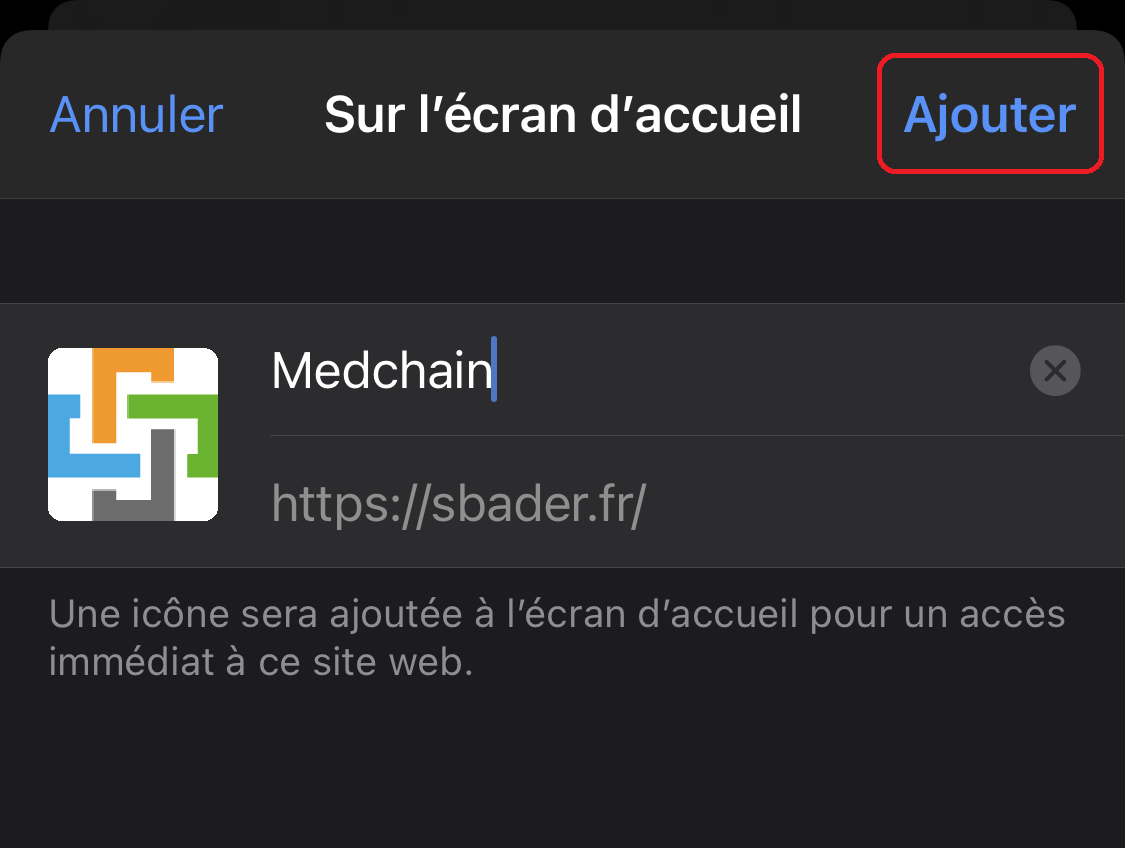 Annuler
Sur l’écran d’accueil
Ajouter
Medchain
https://sbader.fr/
Une icône sera ajoutée à l’écran d’accueil pour un accès
immédiat à ce site web.